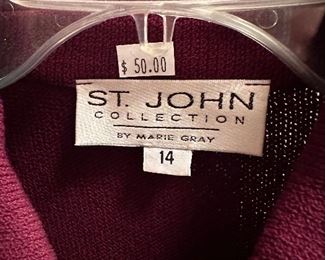 $ 50.00
ST. JOHN
COLLECTION
BY MARIE GRAY
14